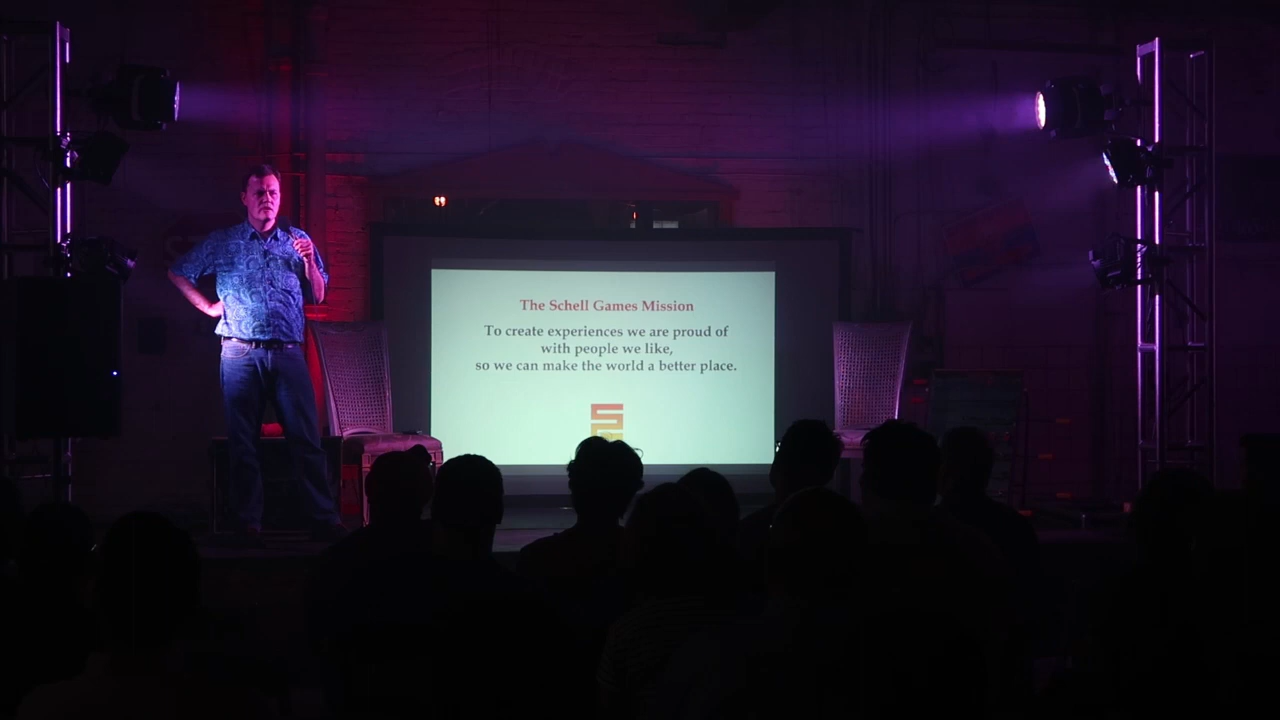 The Schell Games Mission
To create experiences we are proud of
with people we like,
so we can make the world a better place.